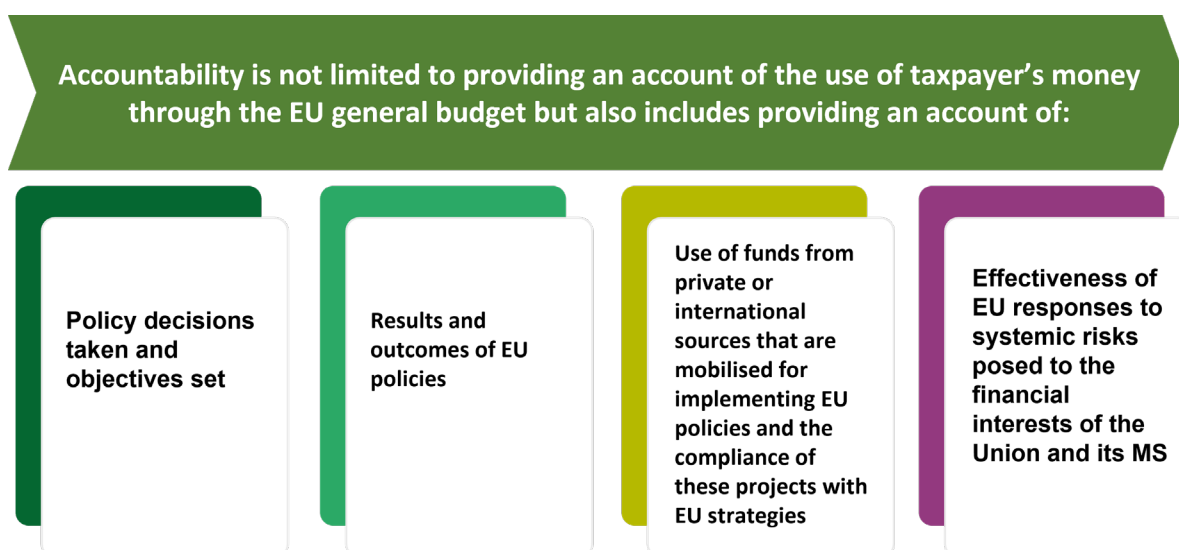 Accountability is not limited to providing an account of the use of taxpayer’s money
through the EU general budget but also includes providing an account of:
Policy decisions
taken and
objectives set
Results and
outcomes of EU
policies
Use of funds from
private or
international
sources that are
mobilised for
implementing EU
policies and the
compliance of
these projects with
EU strategies
Effectiveness of
EU responses to
systemic risks
posed to the
financial
interests of the
Union and its MS